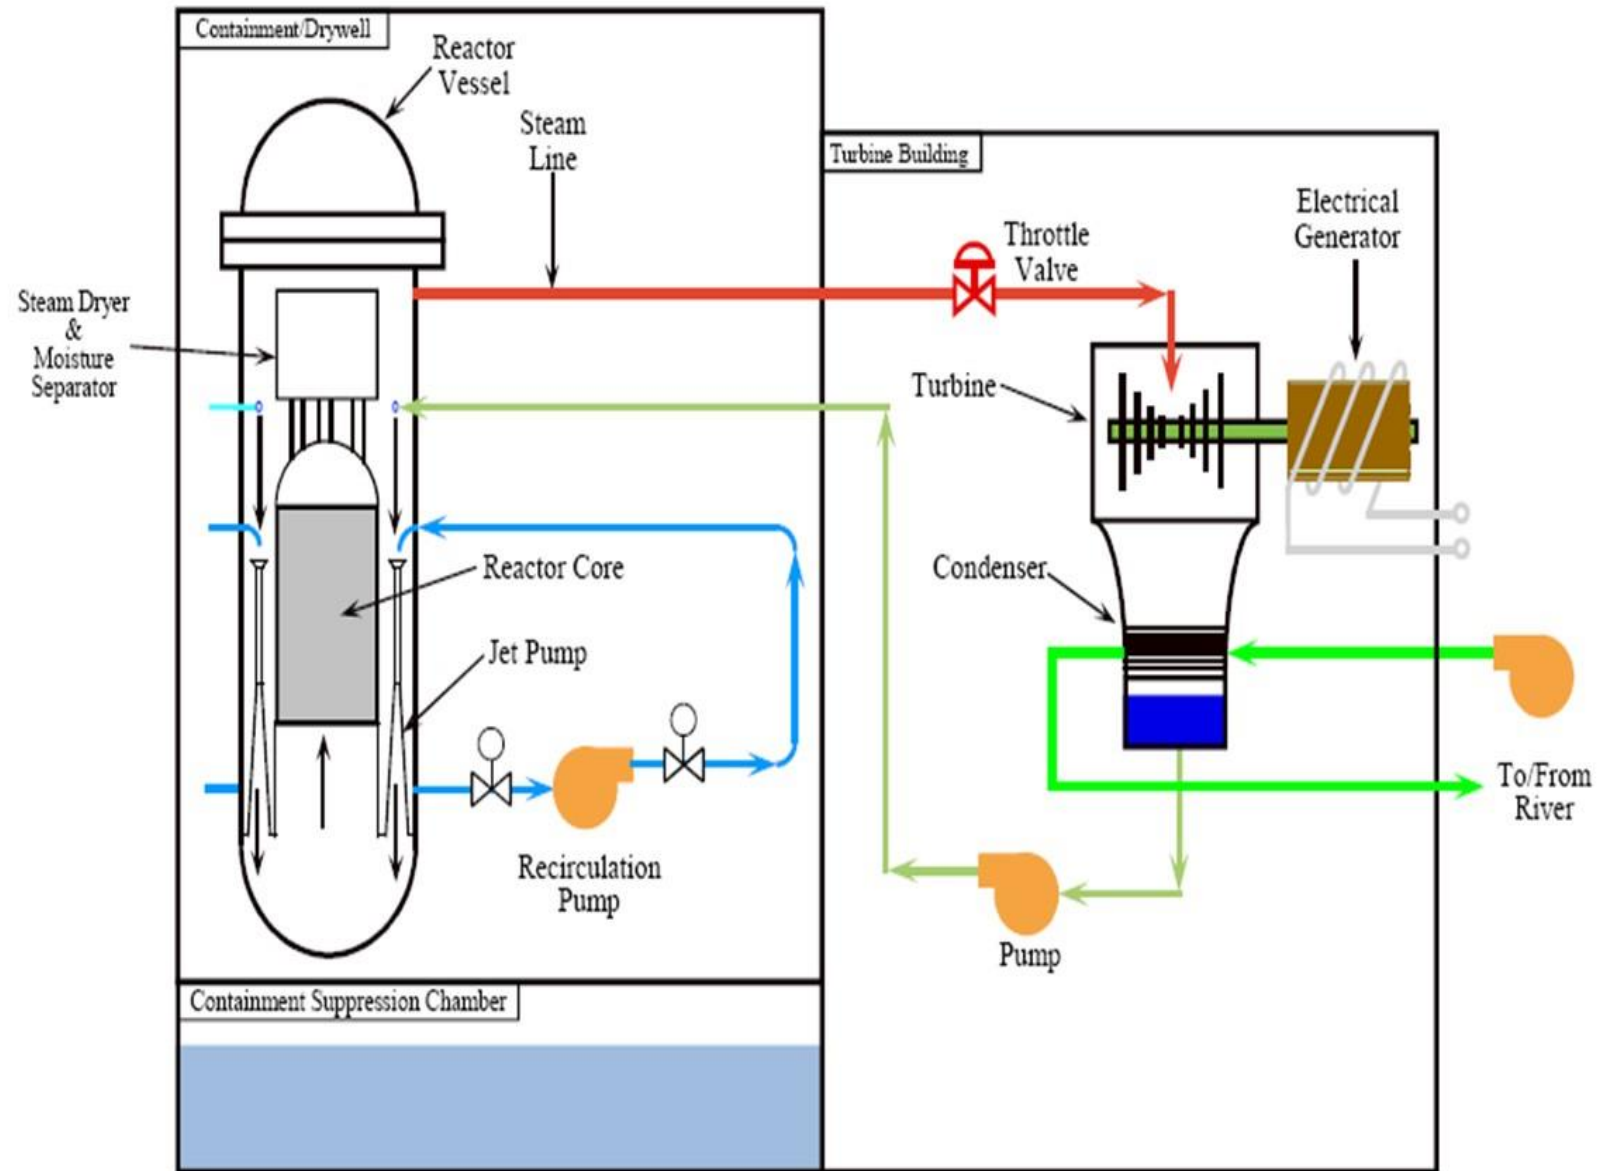 Containment/Drywell
Reactor
Vessel
Steam
Line
Turbine Building
Electrical
Generator
Throttle
Valve
Steam Dryer
&
Moisture
Separator
Turbine
Reactor Core
Condenser
Jet Pump
To/From
River
Recirculation
Pump
Pump
Containment Suppression Chamber